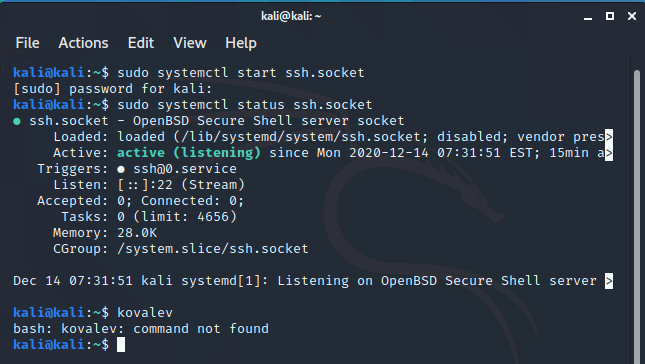 kali@kali: ~
File Actions Edit View Help
kali@kali:~$ sudo systemctl start ssh.socket
[sudo] password for kali:
kali@kali:~$ sudo systemctl status ssh.socket
● ssh.socket - OpenBSD Secure Shell server socket
Loaded: loaded (/lib/systemd/system/ssh.socket; disabled; vendor pres>
Active: active (listening) since Mon 2020-12-14 07:31:51 EST; 15min a>
Triggers: ● ssh@0.service
Listen: [::]:22 (Stream)
Accepted: 0; Connected: 0;
Tasks: 0 (limit: 4656)
Memory: 28.0K
CGroup: /system.slice/ssh.socket
Dec 14 07:31:51 kali systemd[1]: Listening on OpenBSD Secure Shell server >
kali@kali:~$ kovalev
bash: kovalev: command not found
kali@kali:~$